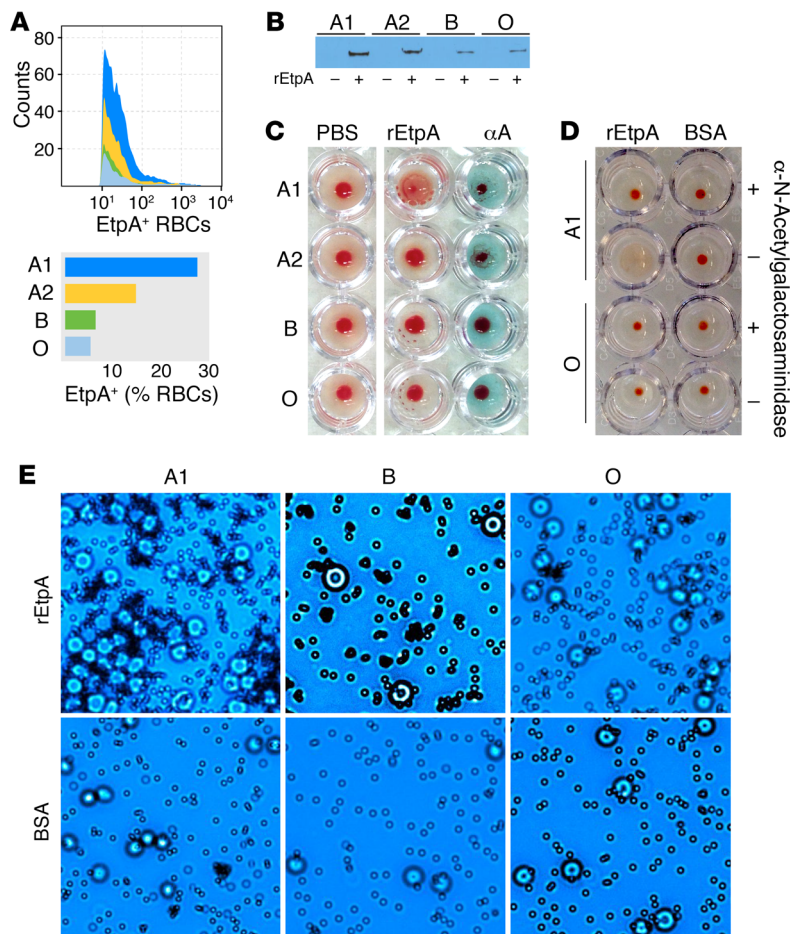 A
80
60
40
20
Counts
10¹ 10² 10³ 10⁴
EtpA⁺ RBCs
A1
A2
B
O
10 20 30
EtpA⁺ (% RBCs)
B
A1 A2 B O
rEtpA − + − + − + − +
C
PBS rEtpA αA
A1
A2
B
O
D
rEtpA BSA
A1
O
+
−
+
−
α-N-Acetylgalactosaminidase
E
A1 B O
rEtpA
BSA